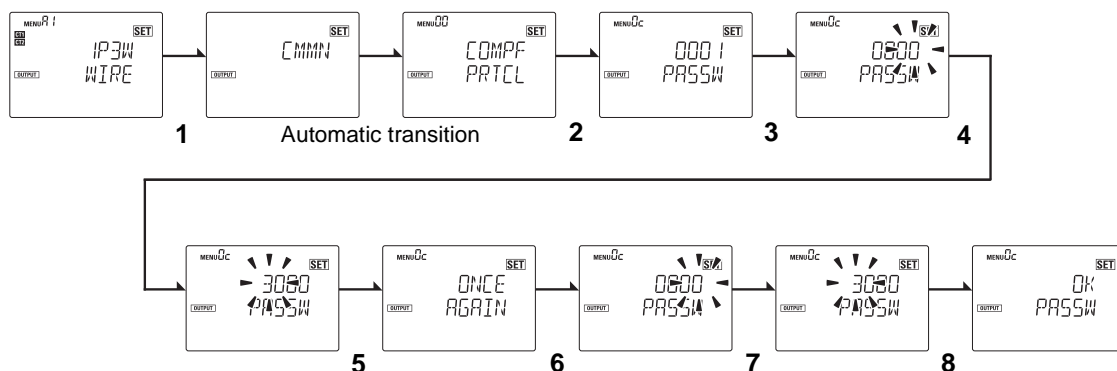 MENU A1
SET
1P3W
OUTPUT
WIRE
1
SET
CMMN
OUTPUT
Automatic transition
MENU 00
SET
COMPF
OUTPUT
PRTCL
2
MENU 0c
SET
0001
OUTPUT
PASSW
3
MENU 0c
SET
0000
OUTPUT
PASSW
4
MENU 0c
SET
3000
OUTPUT
PASSW
5
MENU 0c
SET
ONCE
OUTPUT
AGAIN
6
MENU 0c
SET
0000
OUTPUT
PASSW
7
MENU 0c
SET
3000
OUTPUT
PASSW
8
MENU 0c
SET
OK
OUTPUT
PASSW